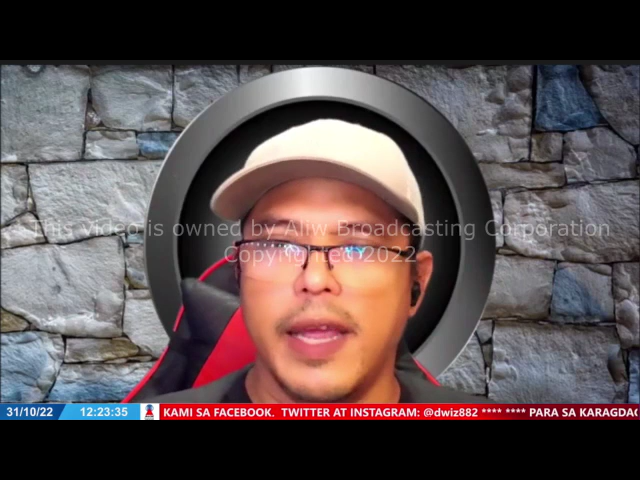 This video is owned by Aliw Broadcasting Corporation
Copyrighted 2022
31/10/22 12:23:35 KAMI SA FACEBOOK. TWITTER AT INSTAGRAM: @dwiz882 **** **** PARA SA KARAGDAG